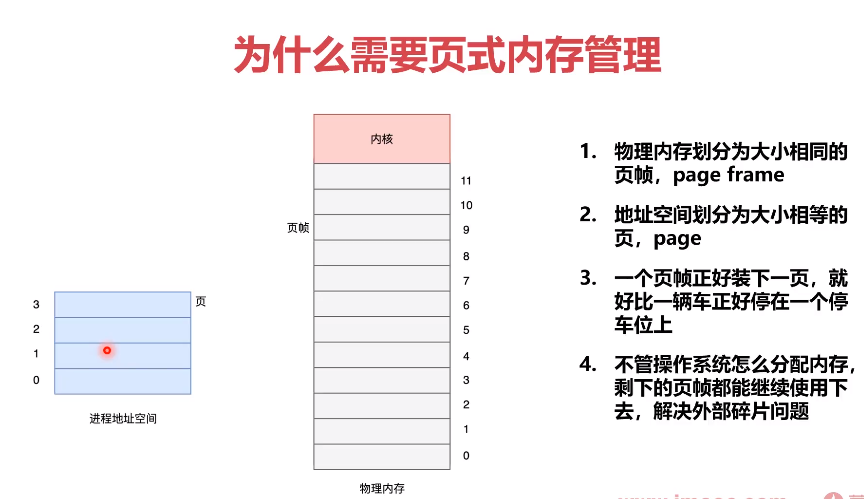 为什么需要页式内存管理
内核
11
10
页帧
9
8
7
6
5
4
3
2
1
0
物理内存
页
3
2
1
0
进程地址空间
1. 物理内存划分为大小相同的
页帧，page frame
2. 地址空间划分为大小相等的
页，page
3. 一个页帧正好装下一页，就
好比一辆车正好停在一个停
车位上
4. 不管操作系统怎么分配内存，
剩下的页帧都能继续使用下
去，解决外部碎片问题